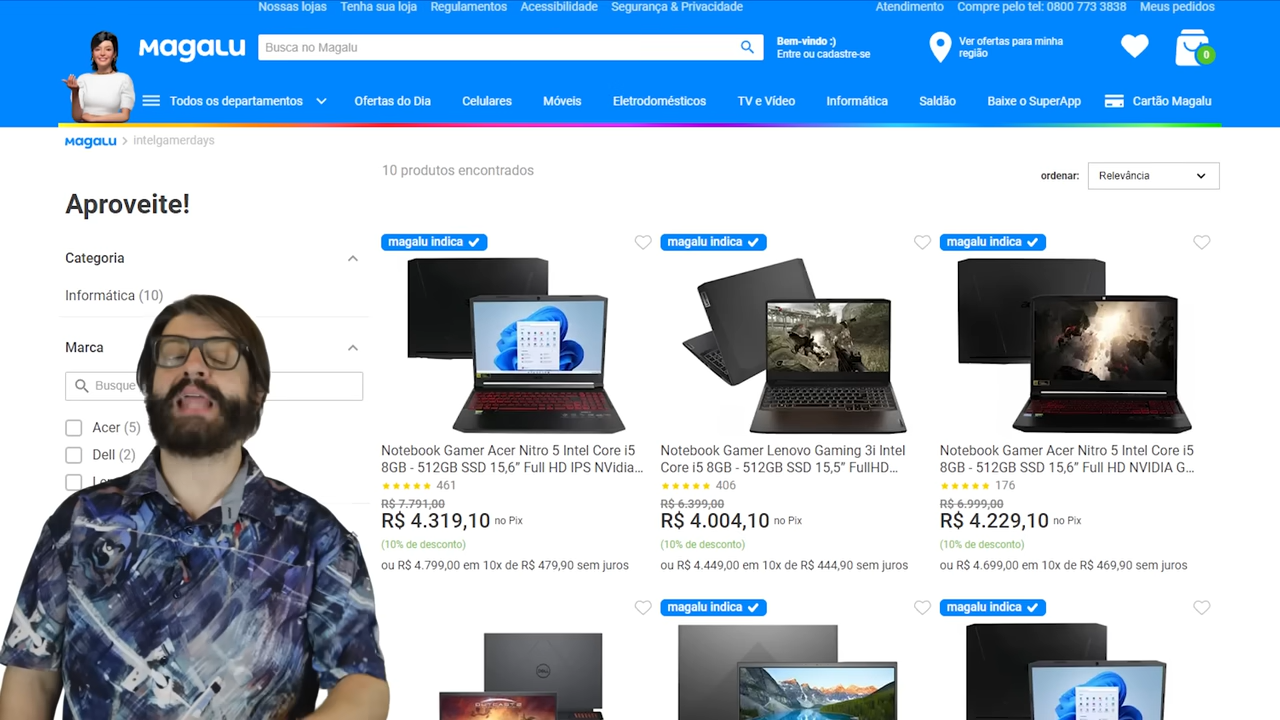 Nossas lojas Tenha sua loja Regulamentos Acessibilidade Segurança & Privacidade Atendimento Compre pelo tel: 0800 773 3838 Meus pedidos
Magalu
Busca no Magalu
Bem-vindo :)
Entre ou cadastre-se
Ver ofertas para minha
região
0
Todos os departamentos Ofertas do Dia Celulares Móveis Eletrodomésticos TV e Vídeo Informática Saldão Baixe o SuperApp Cartão Magalu
Magalu intelgamerdays
10 produtos encontrados
ordenar: Relevância
Aproveite!
Categoria
Informática (10)
Marca
Busque
Acer (5)
Dell (2)
magalu indica
Notebook Gamer Acer Nitro 5 Intel Core i5
8GB - 512GB SSD 15,6” Full HD IPS NVidia...
461
R$ 7.791,00
R$ 4.319,10 no Pix
(10% de desconto)
ou R$ 4.799,00 em 10x de R$ 479,90 sem juros
magalu indica
Notebook Gamer Lenovo Gaming 3i Intel
Core i5 8GB - 512GB SSD 15,5” FullHD...
406
R$ 6.399,00
R$ 4.004,10 no Pix
(10% de desconto)
ou R$ 4.449,00 em 10x de R$ 444,90 sem juros
magalu indica
Notebook Gamer Acer Nitro 5 Intel Core i5
8GB - 512GB SSD 15,6” Full HD NVIDIA G...
176
R$ 6.999,00
R$ 4.229,10 no Pix
(10% de desconto)
ou R$ 4.699,00 em 10x de R$ 469,90 sem juros
magalu indica
magalu indica